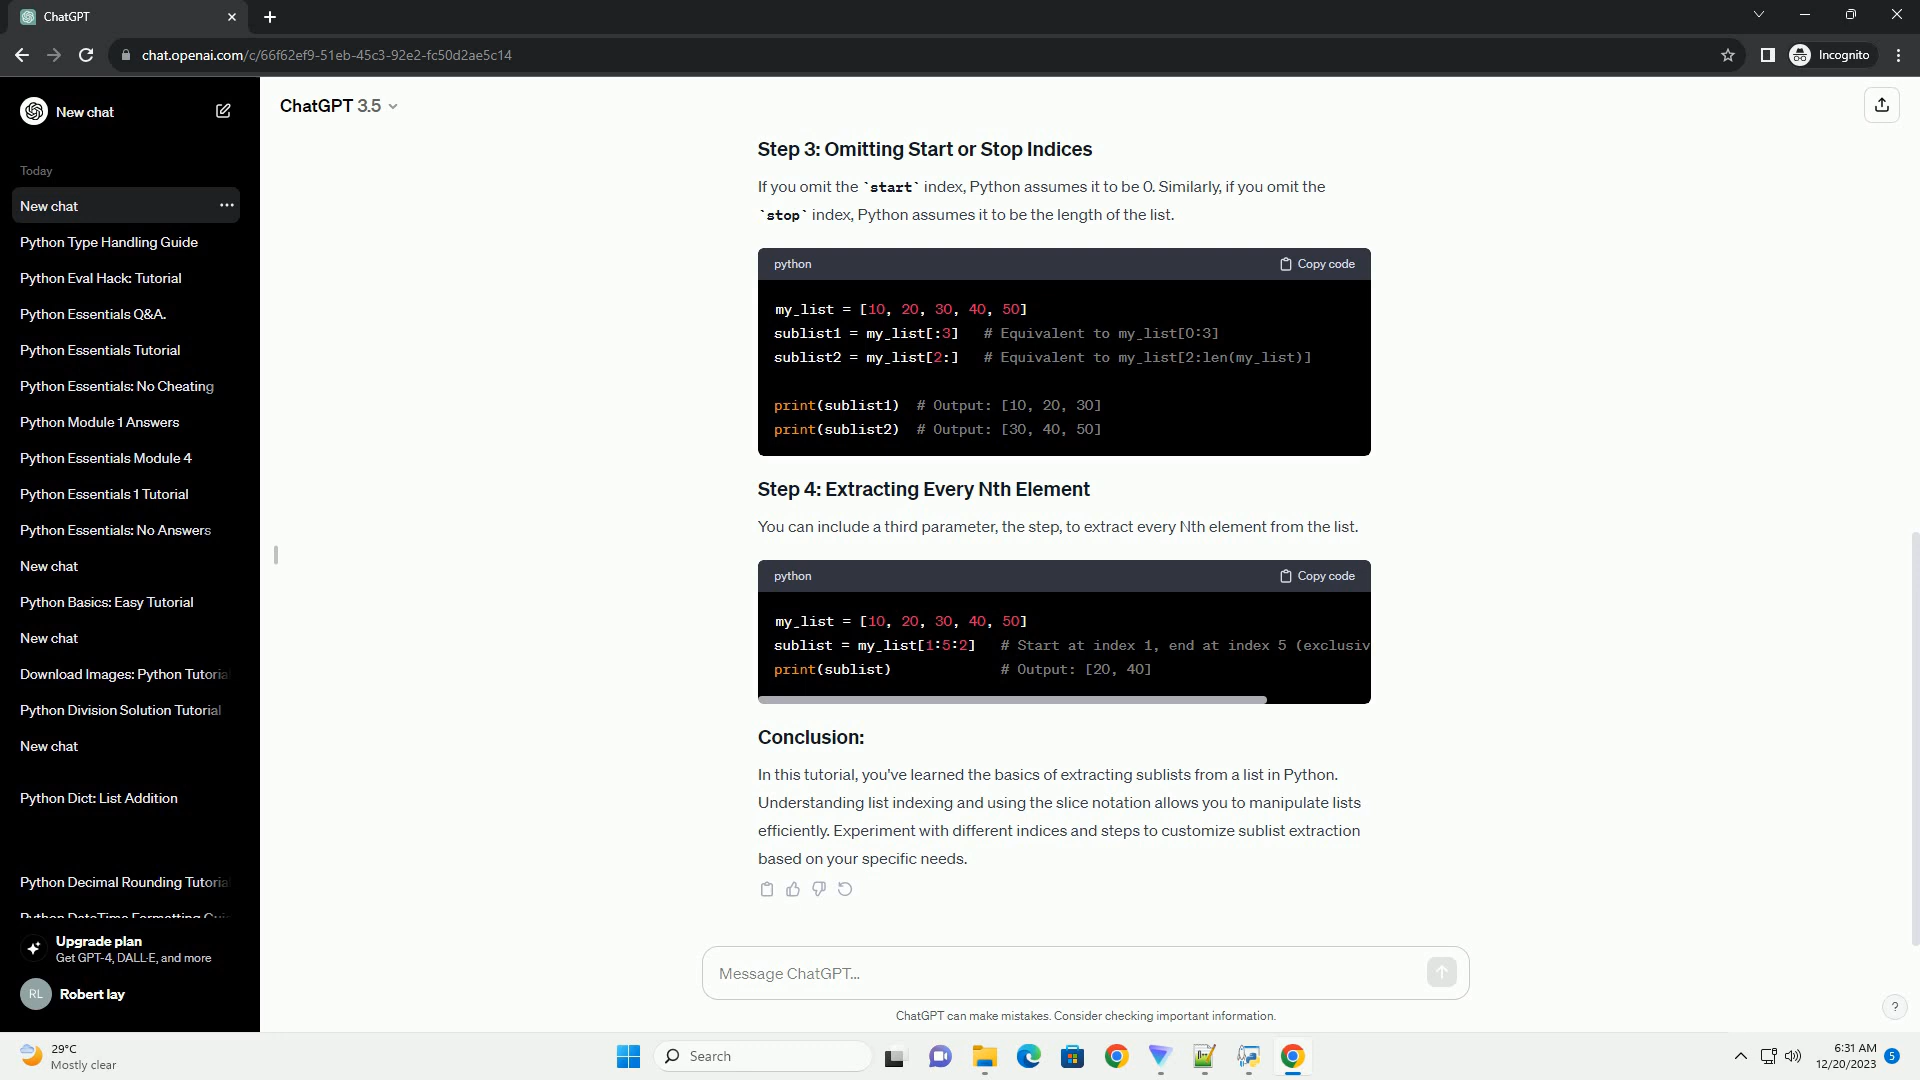 ChatGPT
chat.openai.com/c/66f62ef9-51eb-45c3-92e2-fc50d2ae5c14
Incognito
New chat
Today
New chat
Python Type Handling Guide
Python Eval Hack: Tutorial
Python Essentials Q&A.
Python Essentials Tutorial
Python Essentials: No Cheating
Python Module 1 Answers
Python Essentials Module 4
Python Essentials 1 Tutorial
Python Essentials: No Answers
New chat
Python Basics: Easy Tutorial
New chat
Download Images: Python Tutoria
Python Division Solution Tutorial
New chat
Python Dict: List Addition
Python Decimal Rounding Tutoria
Python DateTime Formatting Gui
Upgrade plan
Get GPT-4, DALL·E, and more
RL
Robert lay
ChatGPT 3.5
Step 3: Omitting Start or Stop Indices
If you omit the `start` index, Python assumes it to be 0. Similarly, if you omit the
`stop` index, Python assumes it to be the length of the list.
python
Copy code
my_list = [10, 20, 30, 40, 50]
sublist1 = my_list[:3]   # Equivalent to my_list[0:3]
sublist2 = my_list[2:]   # Equivalent to my_list[2:len(my_list)]
print(sublist1)  # Output: [10, 20, 30]
print(sublist2)  # Output: [30, 40, 50]
Step 4: Extracting Every Nth Element
You can include a third parameter, the step, to extract every Nth element from the list.
python
Copy code
my_list = [10, 20, 30, 40, 50]
sublist = my_list[1:5:2]   # Start at index 1, end at index 5 (exclusiv
print(sublist)             # Output: [20, 40]
Conclusion:
In this tutorial, you've learned the basics of extracting sublists from a list in Python.
Understanding list indexing and using the slice notation allows you to manipulate lists
efficiently. Experiment with different indices and steps to customize sublist extraction
based on your specific needs.
Message ChatGPT...
ChatGPT can make mistakes. Consider checking important information.
?
29°C
Mostly clear
Search
6:31 AM
12/20/2023
5